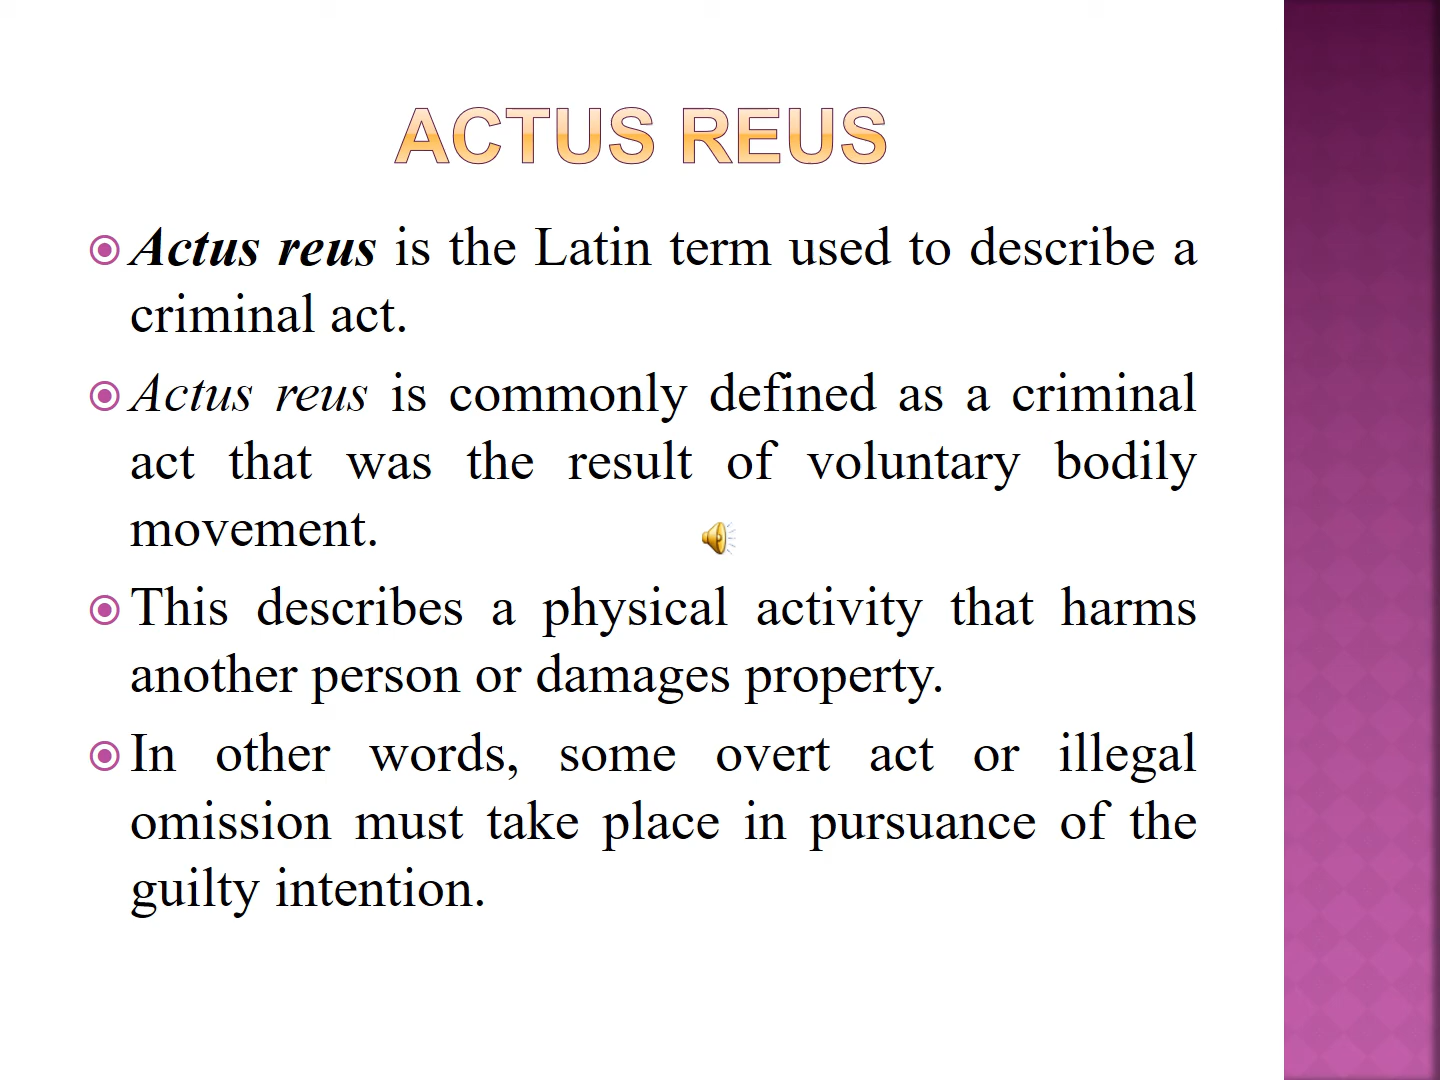 ACTUS REUS
Actus reus is the Latin term used to describe a
criminal act.
Actus reus is commonly defined as a criminal
act that was the result of voluntary bodily
movement.
This describes a physical activity that harms
another person or damages property.
In other words, some overt act or illegal
omission must take place in pursuance of the
guilty intention.